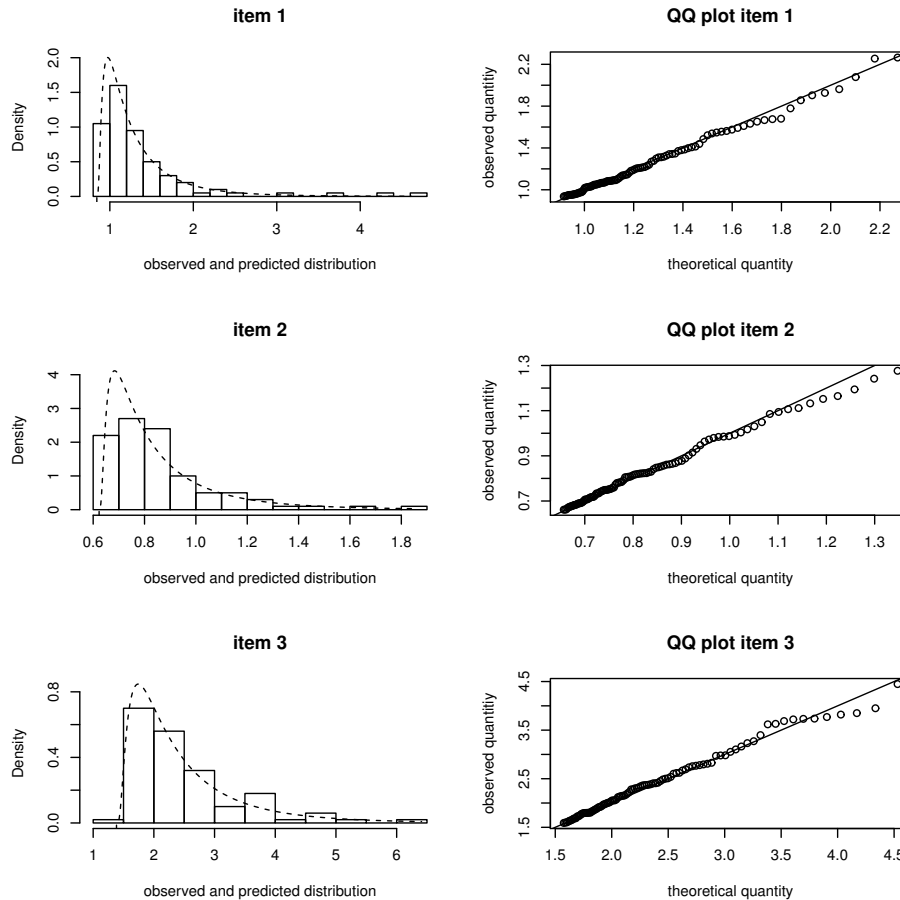 item 1
Density
0.0 0.5 1.0 1.5 2.0
1 2 3 4
observed and predicted distribution
QQ plot item 1
observed quantitiy
1.0 1.4 1.8 2.2
1.0 1.2 1.4 1.6 1.8 2.0 2.2
theoretical quantity
item 2
Density
0 1 2 3 4
0.6 0.8 1.0 1.2 1.4 1.6 1.8
observed and predicted distribution
QQ plot item 2
observed quantitiy
0.7 0.9 1.1 1.3
0.7 0.8 0.9 1.0 1.1 1.2 1.3
theoretical quantity
item 3
Density
0.0 0.4 0.8
1 2 3 4 5 6
observed and predicted distribution
QQ plot item 3
observed quantitiy
1.5 2.5 3.5 4.5
1.5 2.0 2.5 3.0 3.5 4.0 4.5
theoretical quantity